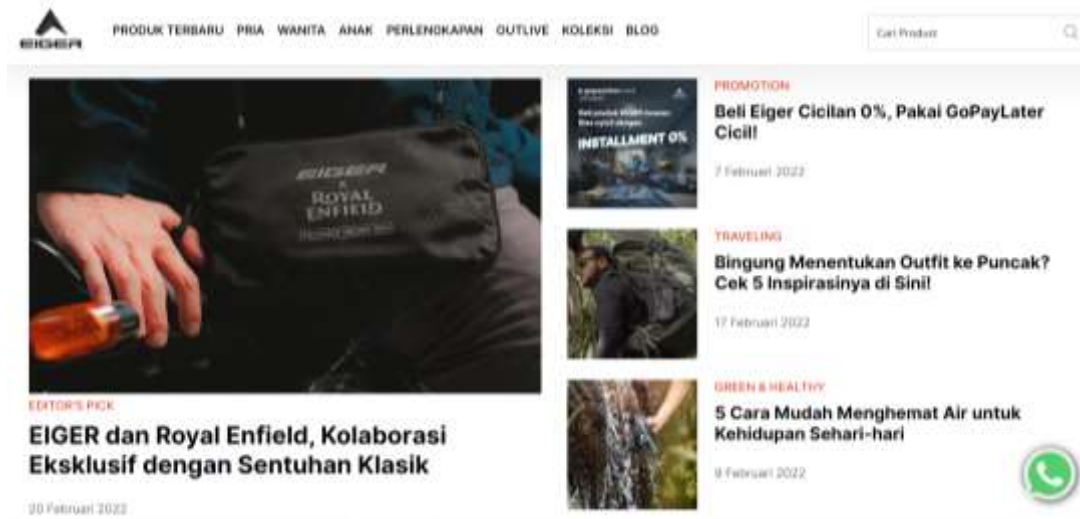 EIGER
PRODUK TERBARU PRIA WANITA ANAK PERLENGKAPAN OUTLIVE KOLEKSI BLOG
Cari Product
EIGER
X
ROYAL
ENFIELD
EDITOR'S PICK
EIGER dan Royal Enfield, Kolaborasi
Eksklusif dengan Sentuhan Klasik
20 Februari 2022
INSTALLMENT 0%
PROMOTION
Beli Eiger Cicilan 0%, Pakai GoPayLater
Cicil!
7 Februari 2022
TRAVELING
Bingung Menentukan Outfit ke Puncak?
Cek 5 Inspirasinya di Sini!
17 Februari 2022
GREEN & HEALTHY
5 Cara Mudah Menghemat Air untuk
Kehidupan Sehari-hari
9 Februari 2022